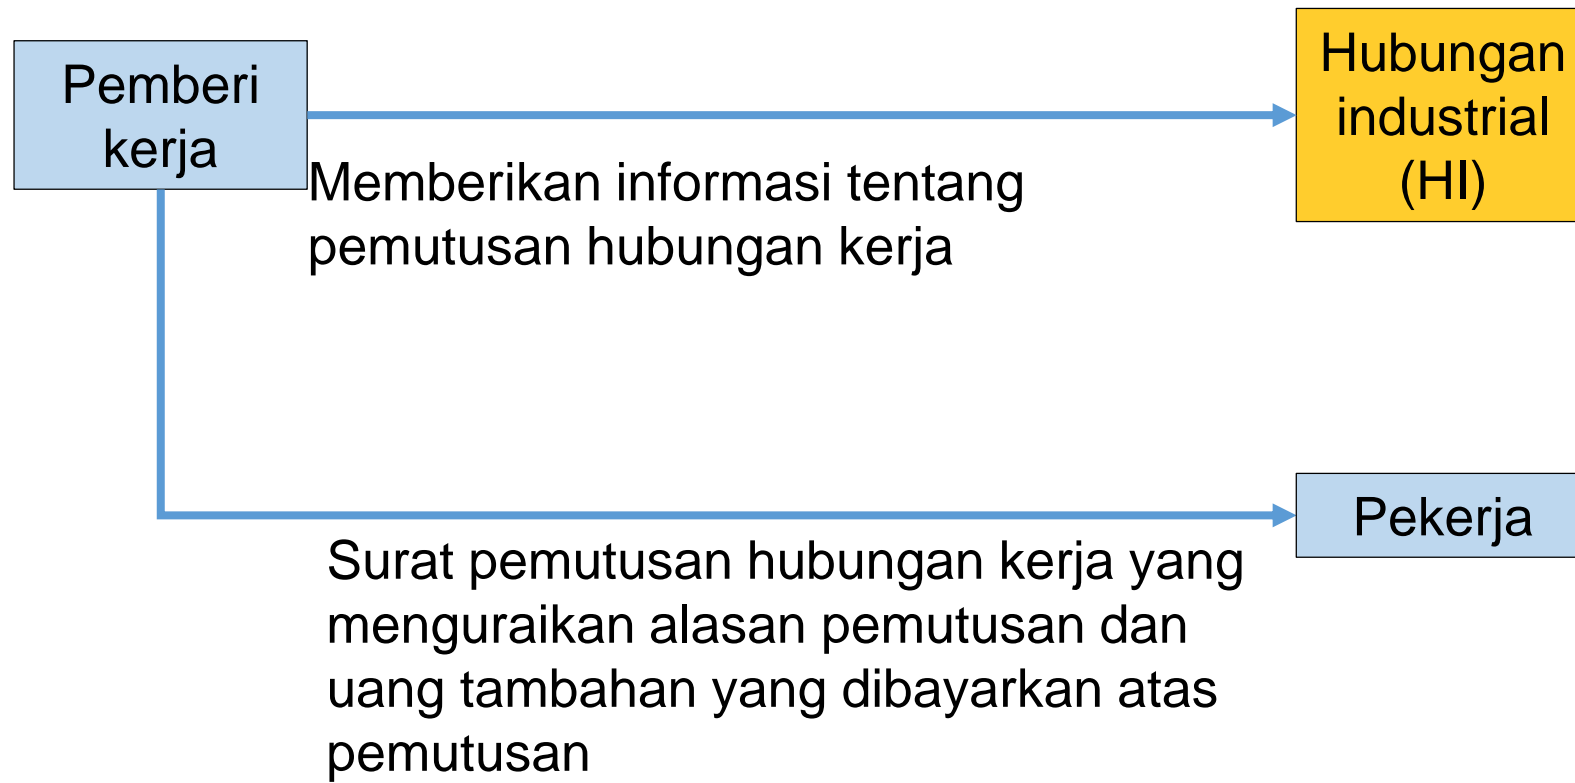 Pemberi
kerja
Hubungan
industrial
(HI)
Memberikan informasi tentang
pemutusan hubungan kerja
Pekerja
Surat pemutusan hubungan kerja yang
menguraikan alasan pemutusan dan
uang tambahan yang dibayarkan atas
pemutusan